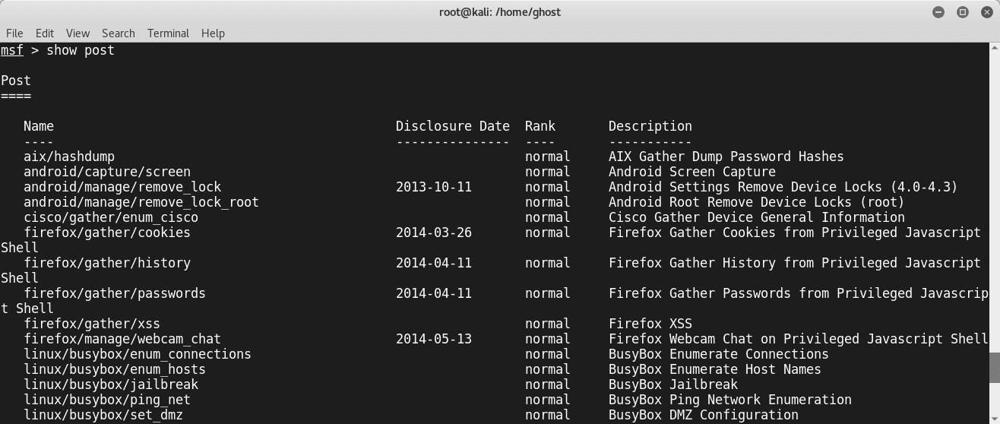 root@kali: /home/ghost
File Edit View Search Terminal Help
msf > show post
Post
====
Name Disclosure Date Rank Description
---- --------------- ---- -----------
aix/hashdump normal AIX Gather Dump Password Hashes
android/capture/screen normal Android Screen Capture
android/manage/remove_lock 2013-10-11 normal Android Settings Remove Device Locks (4.0-4.3)
android/manage/remove_lock_root normal Android Root Remove Device Locks (root)
cisco/gather/enum_cisco normal Cisco Gather Device General Information
firefox/gather/cookies 2014-03-26 normal Firefox Gather Cookies from Privileged Javascript
Shell
firefox/gather/history 2014-04-11 normal Firefox Gather History from Privileged Javascript
Shell
firefox/gather/passwords 2014-04-11 normal Firefox Gather Passwords from Privileged Javascrip
t Shell
firefox/gather/xss normal Firefox XSS
firefox/manage/webcam_chat 2014-05-13 normal Firefox Webcam Chat on Privileged Javascript Shell
linux/busybox/enum_connections normal BusyBox Enumerate Connections
linux/busybox/enum_hosts normal BusyBox Enumerate Host Names
linux/busybox/jailbreak normal BusyBox Jailbreak
linux/busybox/ping_net normal BusyBox Ping Network Enumeration
linux/busybox/set_dmz normal BusyBox DMZ Configuration